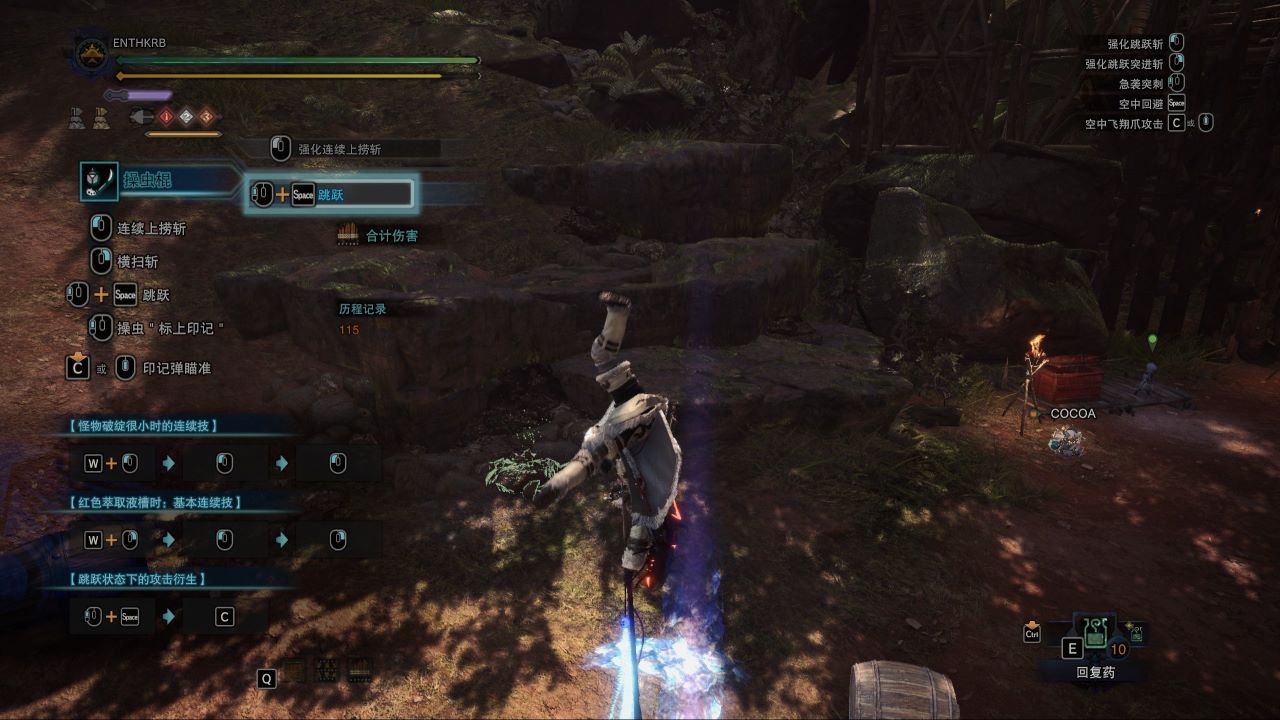 ENTHKRB
1 2 3
强化跳跃斩
强化跳跃突进斩
急袭突刺
空中回避 Space
空中飞翔爪攻击 C 或
强化连续上捞斩
操虫棍
+ Space 跳跃
连续上捞斩
合计伤害
横扫斩
+ Space 跳跃
历程记录
115
操虫"标上印记"
C 或 印记弹瞄准
COCOA
【怪物破绽很小时的连续技】
W +
【红色萃取液槽时：基本连续技】
W +
【跳跃状态下的攻击衍生】
+ Space C
Q
Ctrl
E 10
回复药